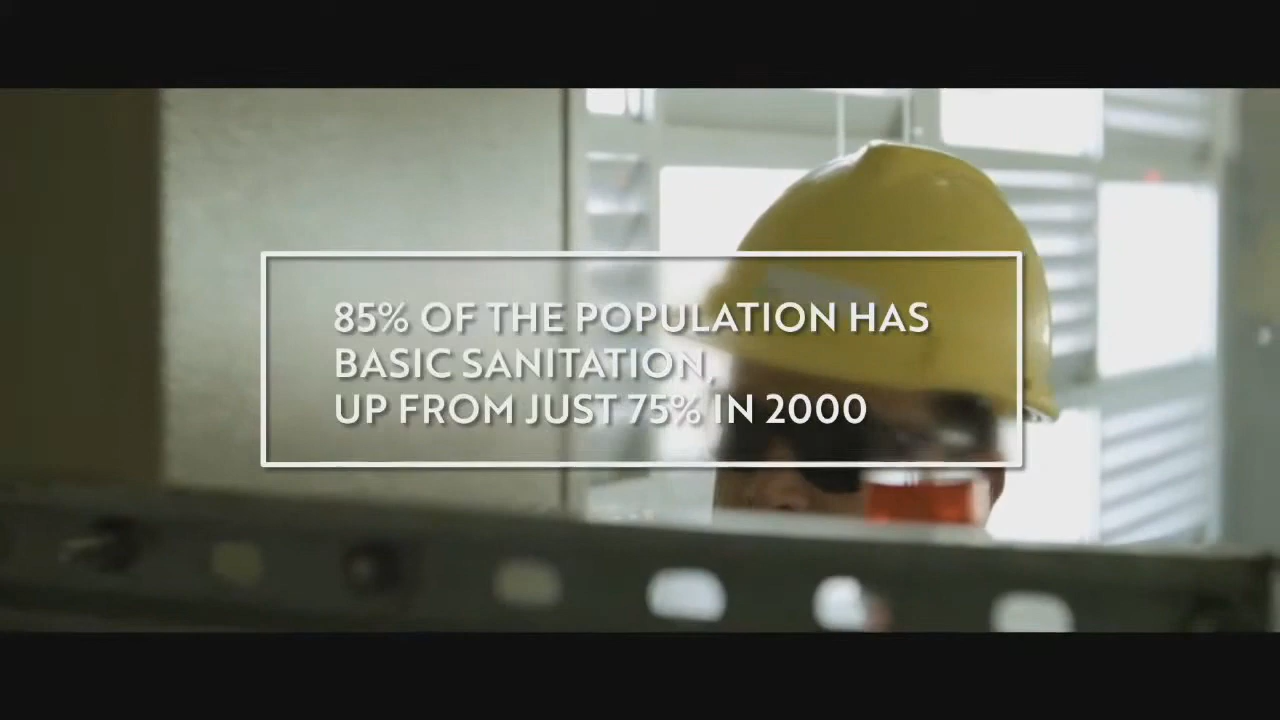 85% OF THE POPULATION HAS
BASIC SANITATION,
UP FROM JUST 75% IN 2000